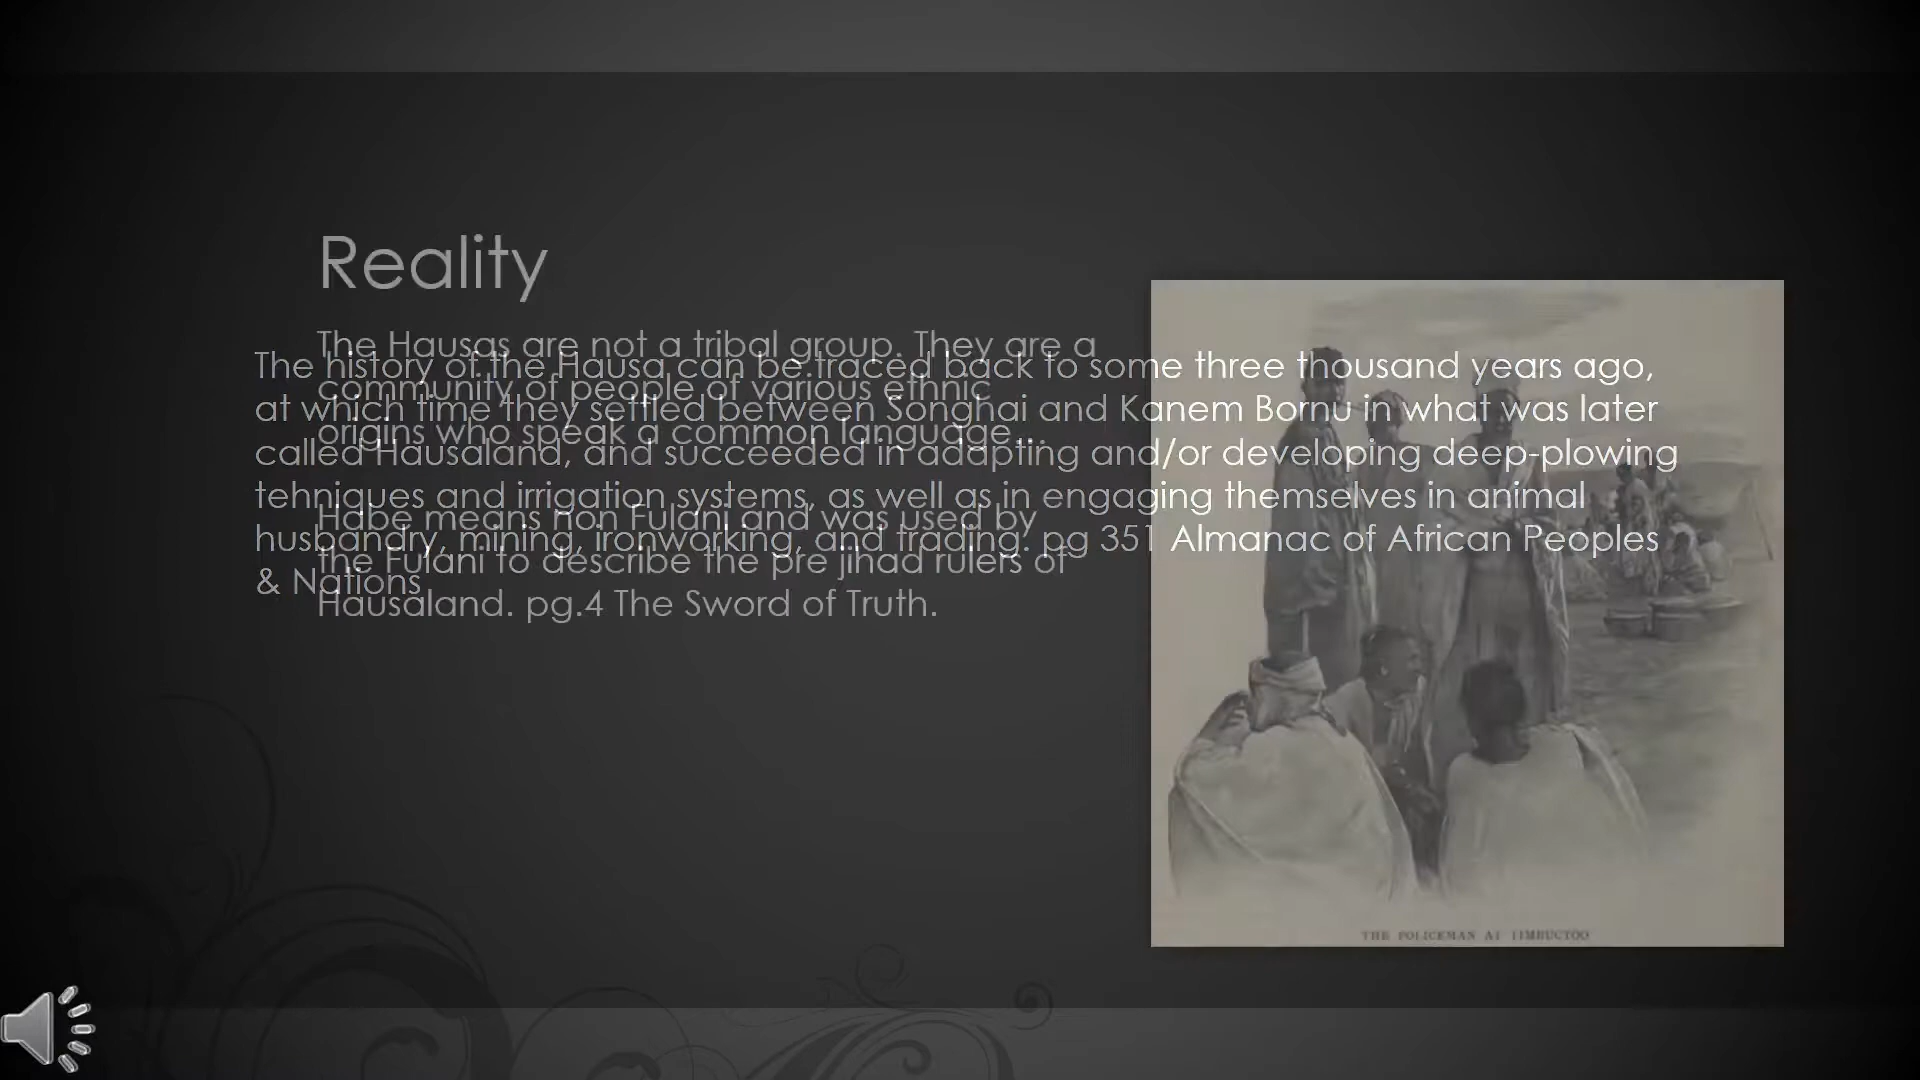 Reality
The Hausas are not a tribal group. They are a
community of people of various ethnic
origins who speak a common language...
Habe means non Fulani and was used by
the Fulani to describe the pre jihad rulers of
Hausaland. pg.4 The Sword of Truth.
The history of the Hausa can be traced back to some three thousand years ago,
at which time they settled between Songhai and Kanem Bornu in what was later
called Hausaland, and succeeded in adapting and/or developing deep-plowing
tehniques and irrigation systems, as well as in engaging themselves in animal
husbandry, mining, ironworking, and trading. pg 351 Almanac of African Peoples
& Nations
THE POLICEMAN AT TIMBUCTOO